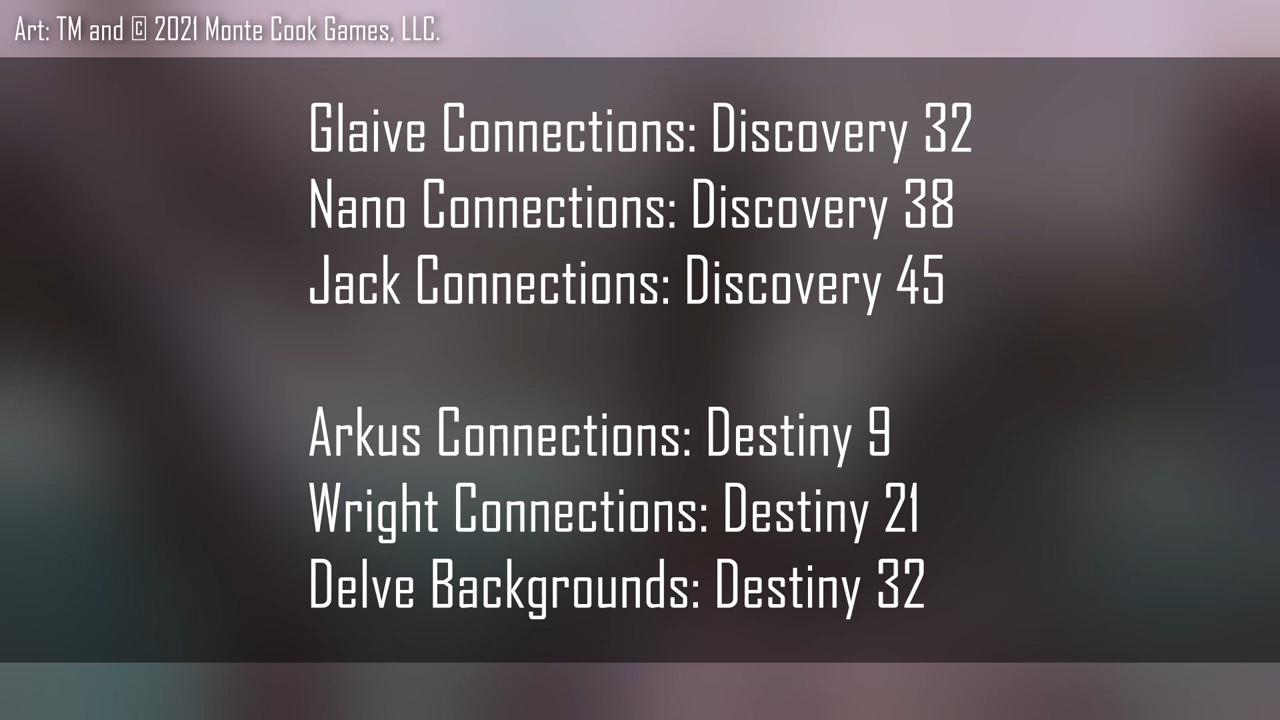 Art: TM and © 2021 Monte Cook Games, LLC.
Glaive Connections: Discovery 32
Nano Connections: Discovery 38
Jack Connections: Discovery 45
Arkus Connections: Destiny 9
Wright Connections: Destiny 21
Delve Backgrounds: Destiny 32